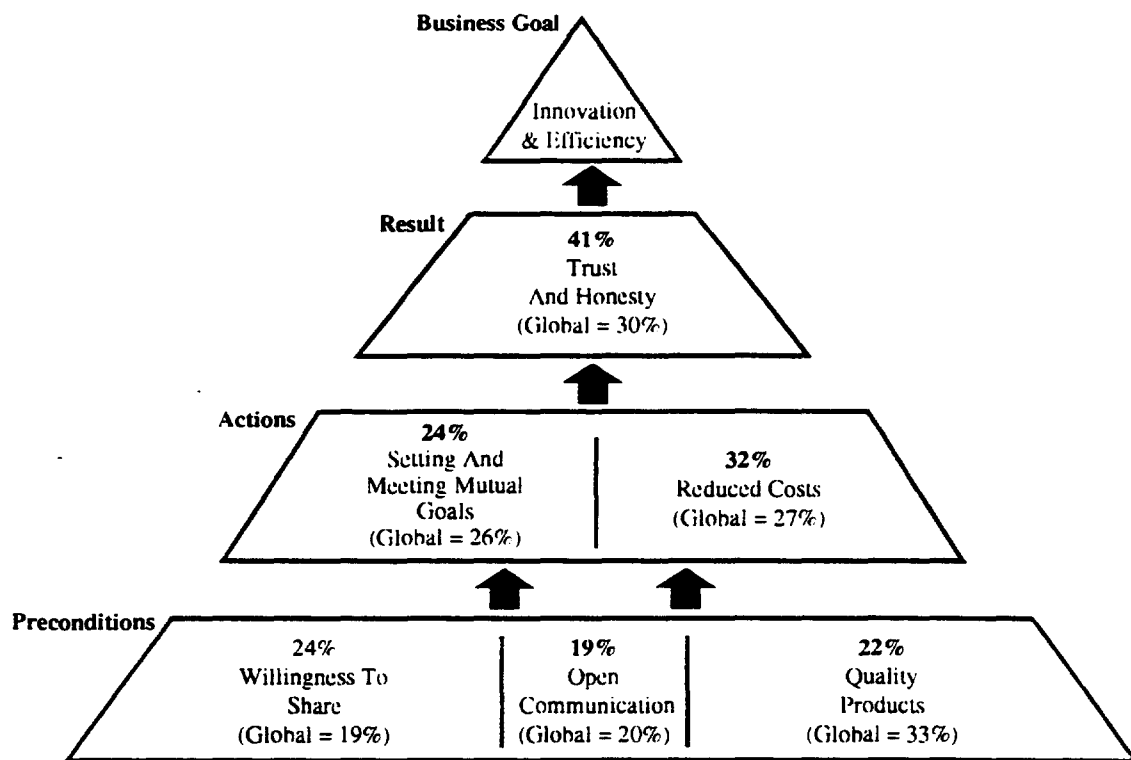 Business Goal
Innovation
& Efficiency
Result
41%
Trust
And Honesty
(Global = 30%)
Actions
24%
Setting And
Meeting Mutual
Goals
(Global = 26%)
32%
Reduced Costs
(Global = 27%)
Preconditions
24%
Willingness To
Share
(Global = 19%)
19%
Open
Communication
(Global = 20%)
22%
Quality
Products
(Global = 33%)